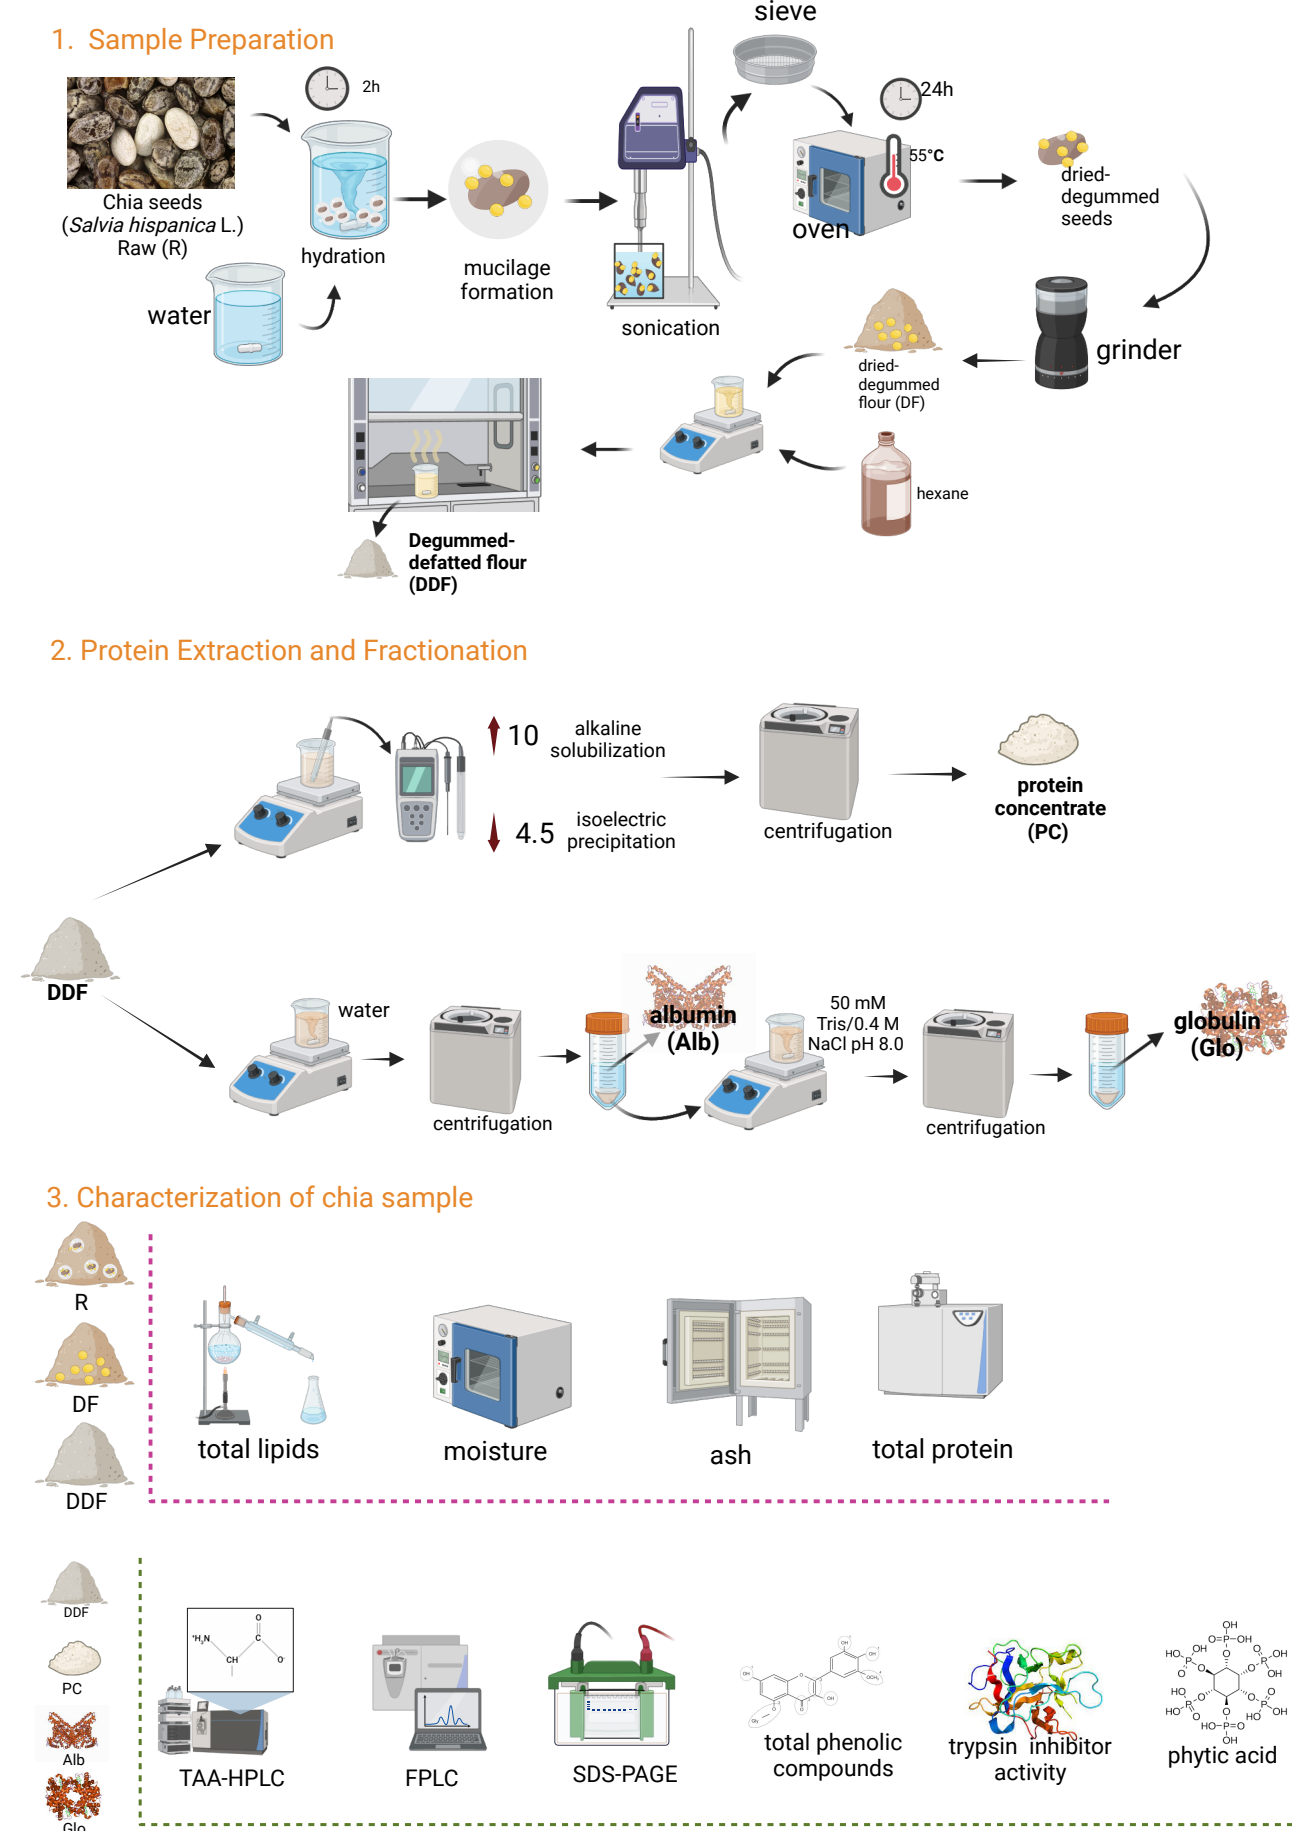 1. Sample Preparation
sieve
2h
24h
55°C
Chia seeds
(Salvia hispanica L.)
Raw (R)
hydration
mucilage
formation
sonication
oven
dried-
degummed
seeds
water
grinder
dried-
degummed
flour (DF)
hexane
Degummed-
defatted flour
(DDF)
2. Protein Extraction and Fractionation
10
alkaline
solubilization
4.5
isoelectric
precipitation
centrifugation
protein
concentrate
(PC)
DDF
water
centrifugation
albumin
(Alb)
50 mM
Tris/0.4 M
NaCl pH 8.0
centrifugation
globulin
(Glo)
3. Characterization of chia sample
R
DF
DDF
total lipids
moisture
ash
total protein
DDF
PC
Alb
Glo
⁺H₃N
CH
C
O
O⁻
TAA-HPLC
FPLC
SDS-PAGE
total phenolic
compounds
trypsin inhibitor
activity
phytic acid